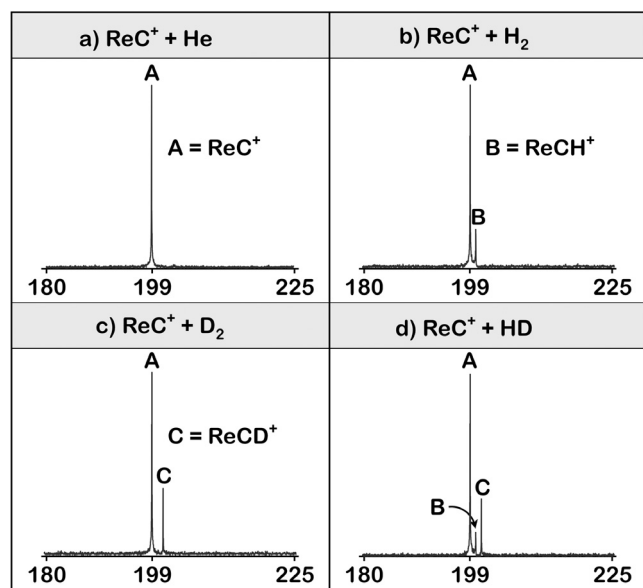 a) ReC⁺ + He
A
A = ReC⁺
180 199 225
b) ReC⁺ + H₂
A
B = ReCH⁺
B
180 199 225
c) ReC⁺ + D₂
A
C = ReCD⁺
C
180 199 225
d) ReC⁺ + HD
A
B
C
180 199 225